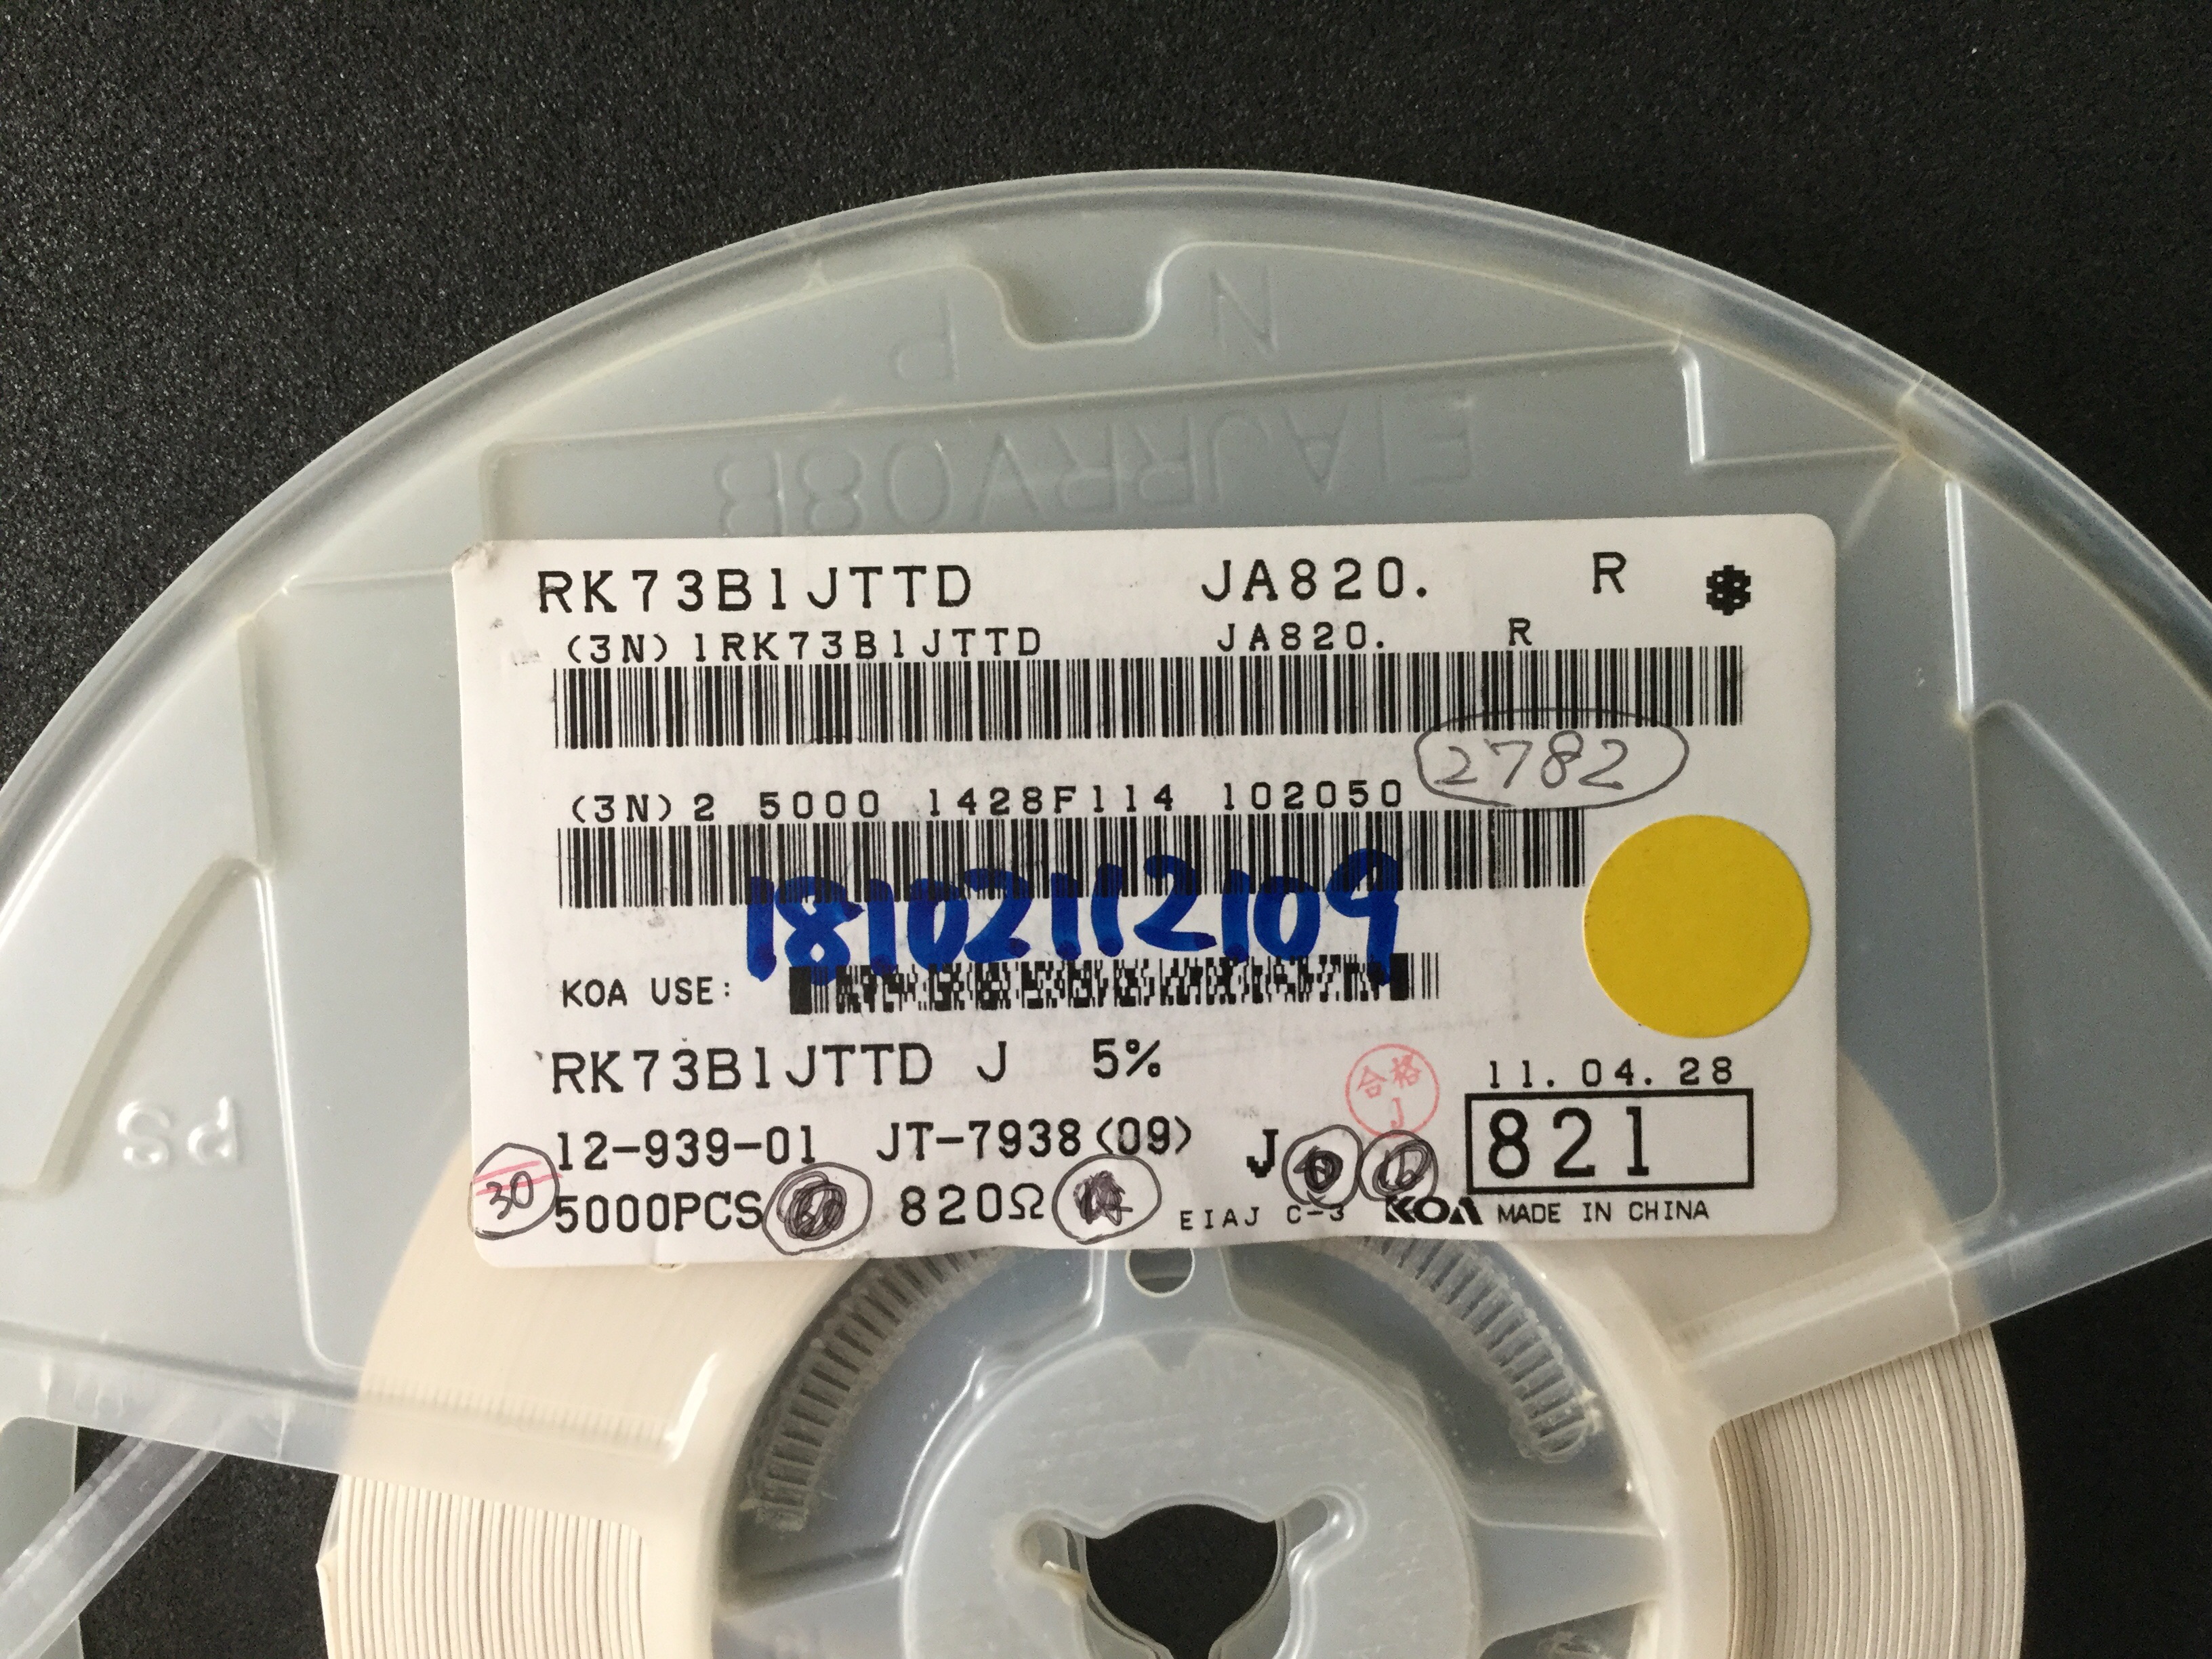 N P
EIAJRRV08B
RK73B1JTTD JA820. R
(3N)1RK73B1JTTD JA820. R
2782
(3N)2 5000 1428F114 102050
18102112109
KOA USE:
RK73B1JTTD J 5%
合格
J
11.04.28
12-939-01 JT-7938(09) J
821
30
5000PCS 820Ω EIAJ C-3 KOA MADE IN CHINA
PS